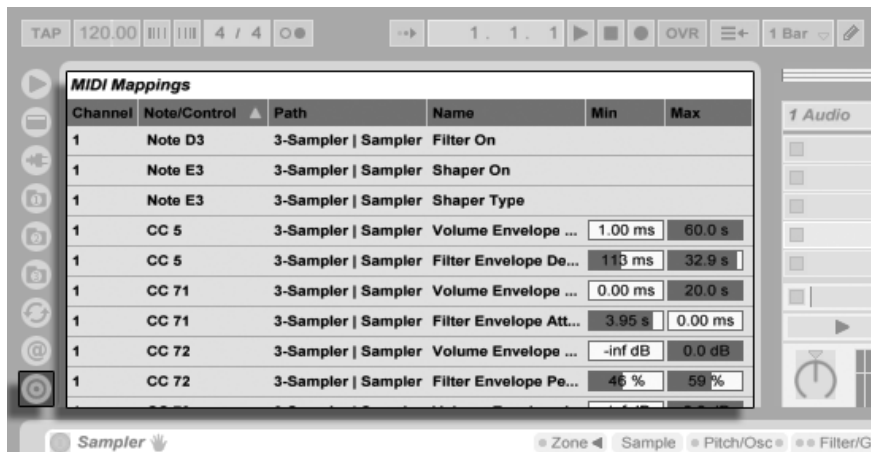 TAP 120.00 4 / 4 1. 1. 1 OVR 1 Bar
MIDI Mappings
Channel Note/Control Path Name Min Max
1 Note D3 3-Sampler | Sampler Filter On
1 Note E3 3-Sampler | Sampler Shaper On
1 Note E3 3-Sampler | Sampler Shaper Type
1 CC 5 3-Sampler | Sampler Volume Envelope ... 1.00 ms 60.0 s
1 CC 5 3-Sampler | Sampler Filter Envelope De... 113 ms 32.9 s
1 CC 71 3-Sampler | Sampler Volume Envelope ... 0.00 ms 20.0 s
1 CC 71 3-Sampler | Sampler Filter Envelope Att... 3.95 s 0.00 ms
1 CC 72 3-Sampler | Sampler Volume Envelope ... -inf dB 0.0 dB
1 CC 72 3-Sampler | Sampler Filter Envelope Pe... 46 % 59 %
1 Audio
1
2
3
@
Sampler Zone Sample Pitch/Osc Filter/G